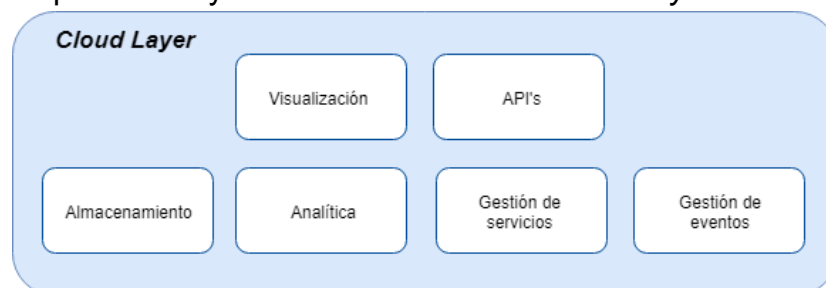 Cloud Layer
Visualización
API's
Almacenamiento
Analítica
Gestión de
servicios
Gestión de
eventos